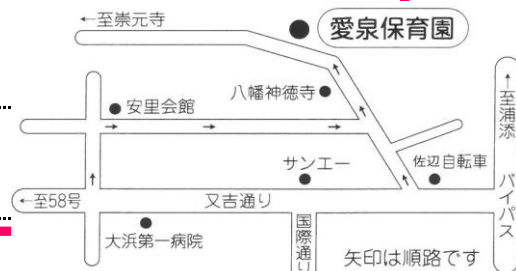 ←至崇元寺
愛泉保育園
八幡神徳寺
安里会館
↑至浦添 バイパス
サンエー
佐辺自転車
←至58号
又吉通り
大浜第一病院
国際通り
矢印は順路です